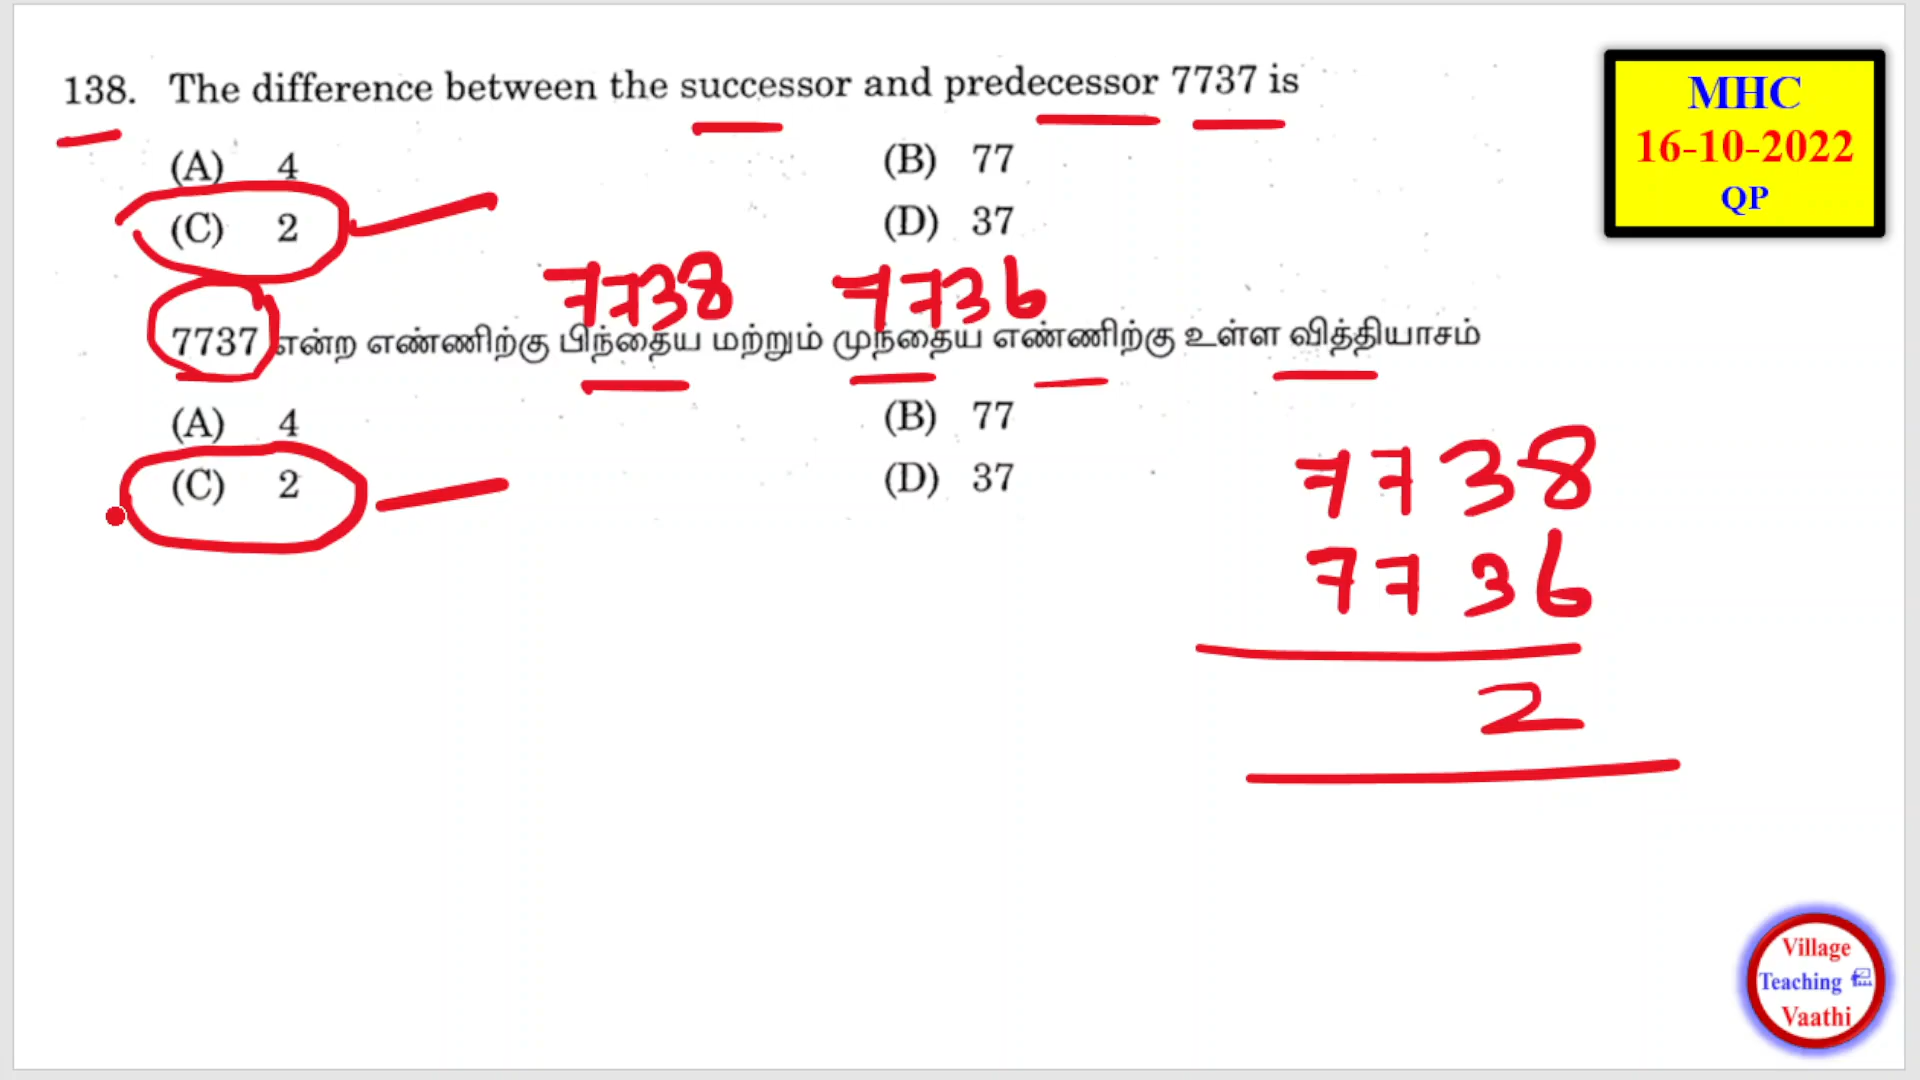 138. The difference between the successor and predecessor 7737 is
(A) 4 (B) 77
(C) 2 (D) 37
7738 7736
7737 என்ற எண்ணிற்கு பிந்தைய மற்றும் முந்தைய எண்ணிற்கு உள்ள வித்தியாசம்
(A) 4 (B) 77
(C) 2 (D) 37
7738
7736
2
MHC
16-10-2022
QP
Village
Teaching
Vaathi